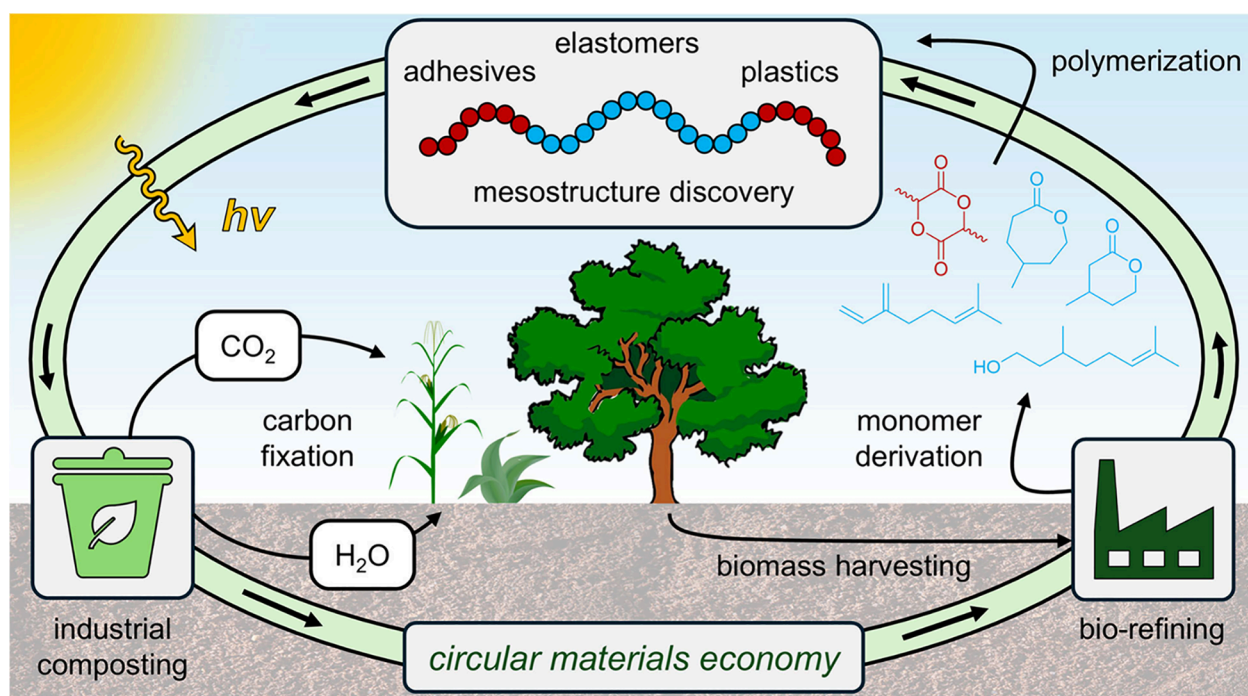 elastomers
adhesives
plastics
mesostructure discovery
polymerization
hν
O
O
O
O
O
O
O
O
HO
CO₂
carbon
fixation
monomer
derivation
H₂O
biomass harvesting
industrial
composting
circular materials economy
bio-refining